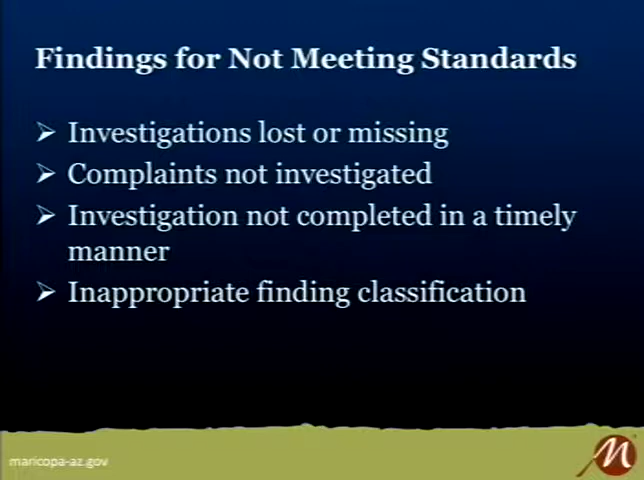 Findings for Not Meeting Standards
➢ Investigations lost or missing
➢ Complaints not investigated
➢ Investigation not completed in a timely
manner
➢ Inappropriate finding classification
maricopa-az.gov
M